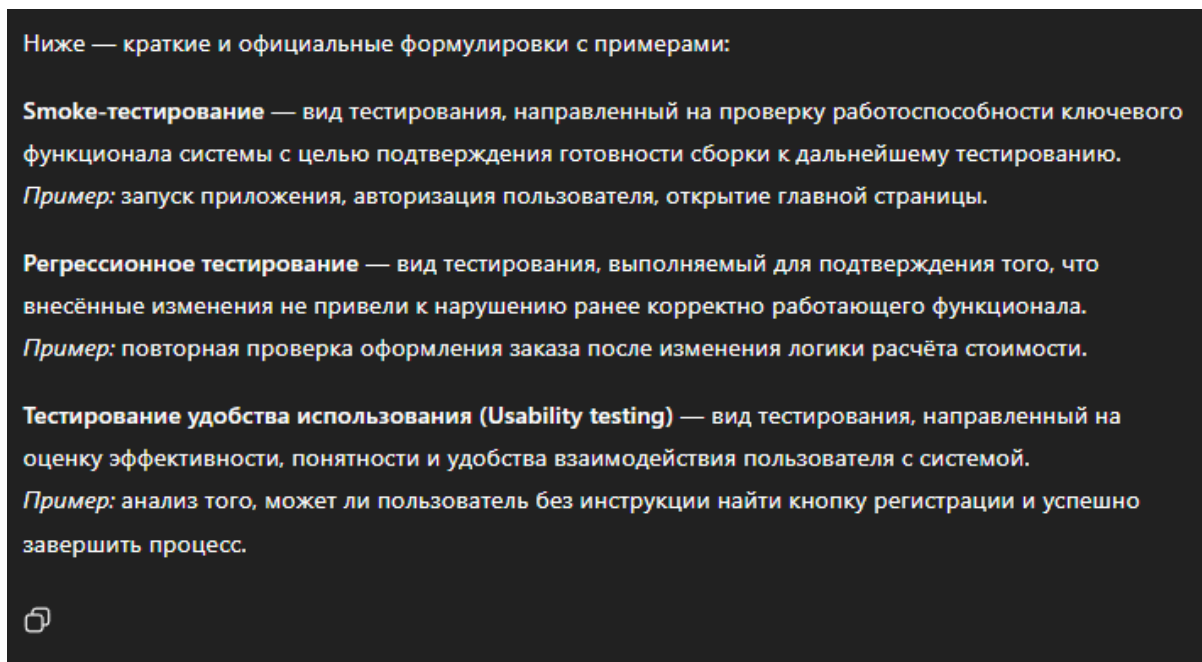 Ниже — краткие и официальные формулировки с примерами:
Smoke-тестирование — вид тестирования, направленный на проверку работоспособности ключевого
функционала системы с целью подтверждения готовности сборки к дальнейшему тестированию.
Пример: запуск приложения, авторизация пользователя, открытие главной страницы.
Регрессионное тестирование — вид тестирования, выполняемый для подтверждения того, что
внесённые изменения не привели к нарушению ранее корректно работающего функционала.
Пример: повторная проверка оформления заказа после изменения логики расчёта стоимости.
Тестирование удобства использования (Usability testing) — вид тестирования, направленный на
оценку эффективности, понятности и удобства взаимодействия пользователя с системой.
Пример: анализ того, может ли пользователь без инструкции найти кнопку регистрации и успешно
завершить процесс.